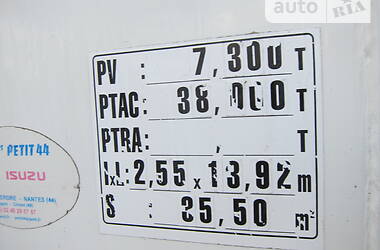 auto RIA
PV : 7,300 T
PTAC : 38,000 T
PTRA : , T
lxL: 2,55 x 13,92 m
S : 35,50 m²
PETIT 44
ISUZU
NANTES